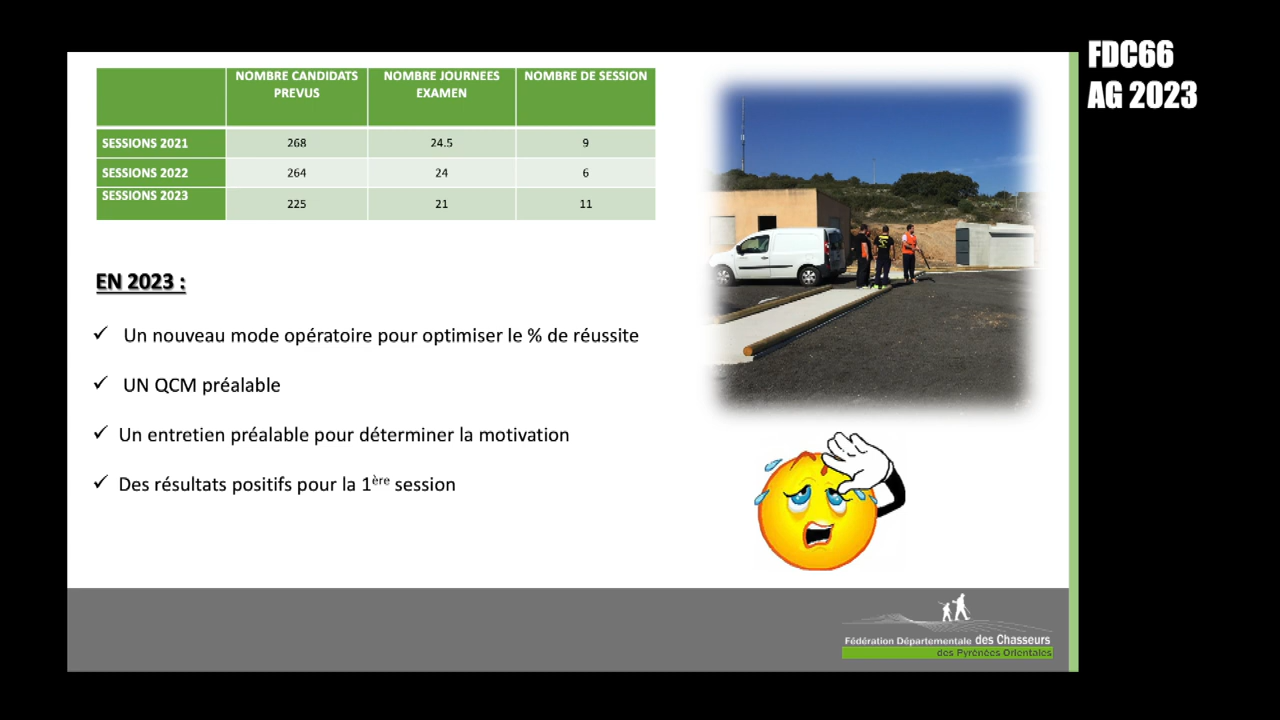 FDC66
AG 2023
NOMBRE CANDIDATS PREVUS
NOMBRE JOURNEES EXAMEN
NOMBRE DE SESSION
SESSIONS 2021 268 24.5 9
SESSIONS 2022 264 24 6
SESSIONS 2023 225 21 11
EN 2023 :
✓ Un nouveau mode opératoire pour optimiser le % de réussite
✓ UN QCM préalable
✓ Un entretien préalable pour déterminer la motivation
✓ Des résultats positifs pour la 1ère session
Fédération Départementale des Chasseurs
des Pyrénées Orientales